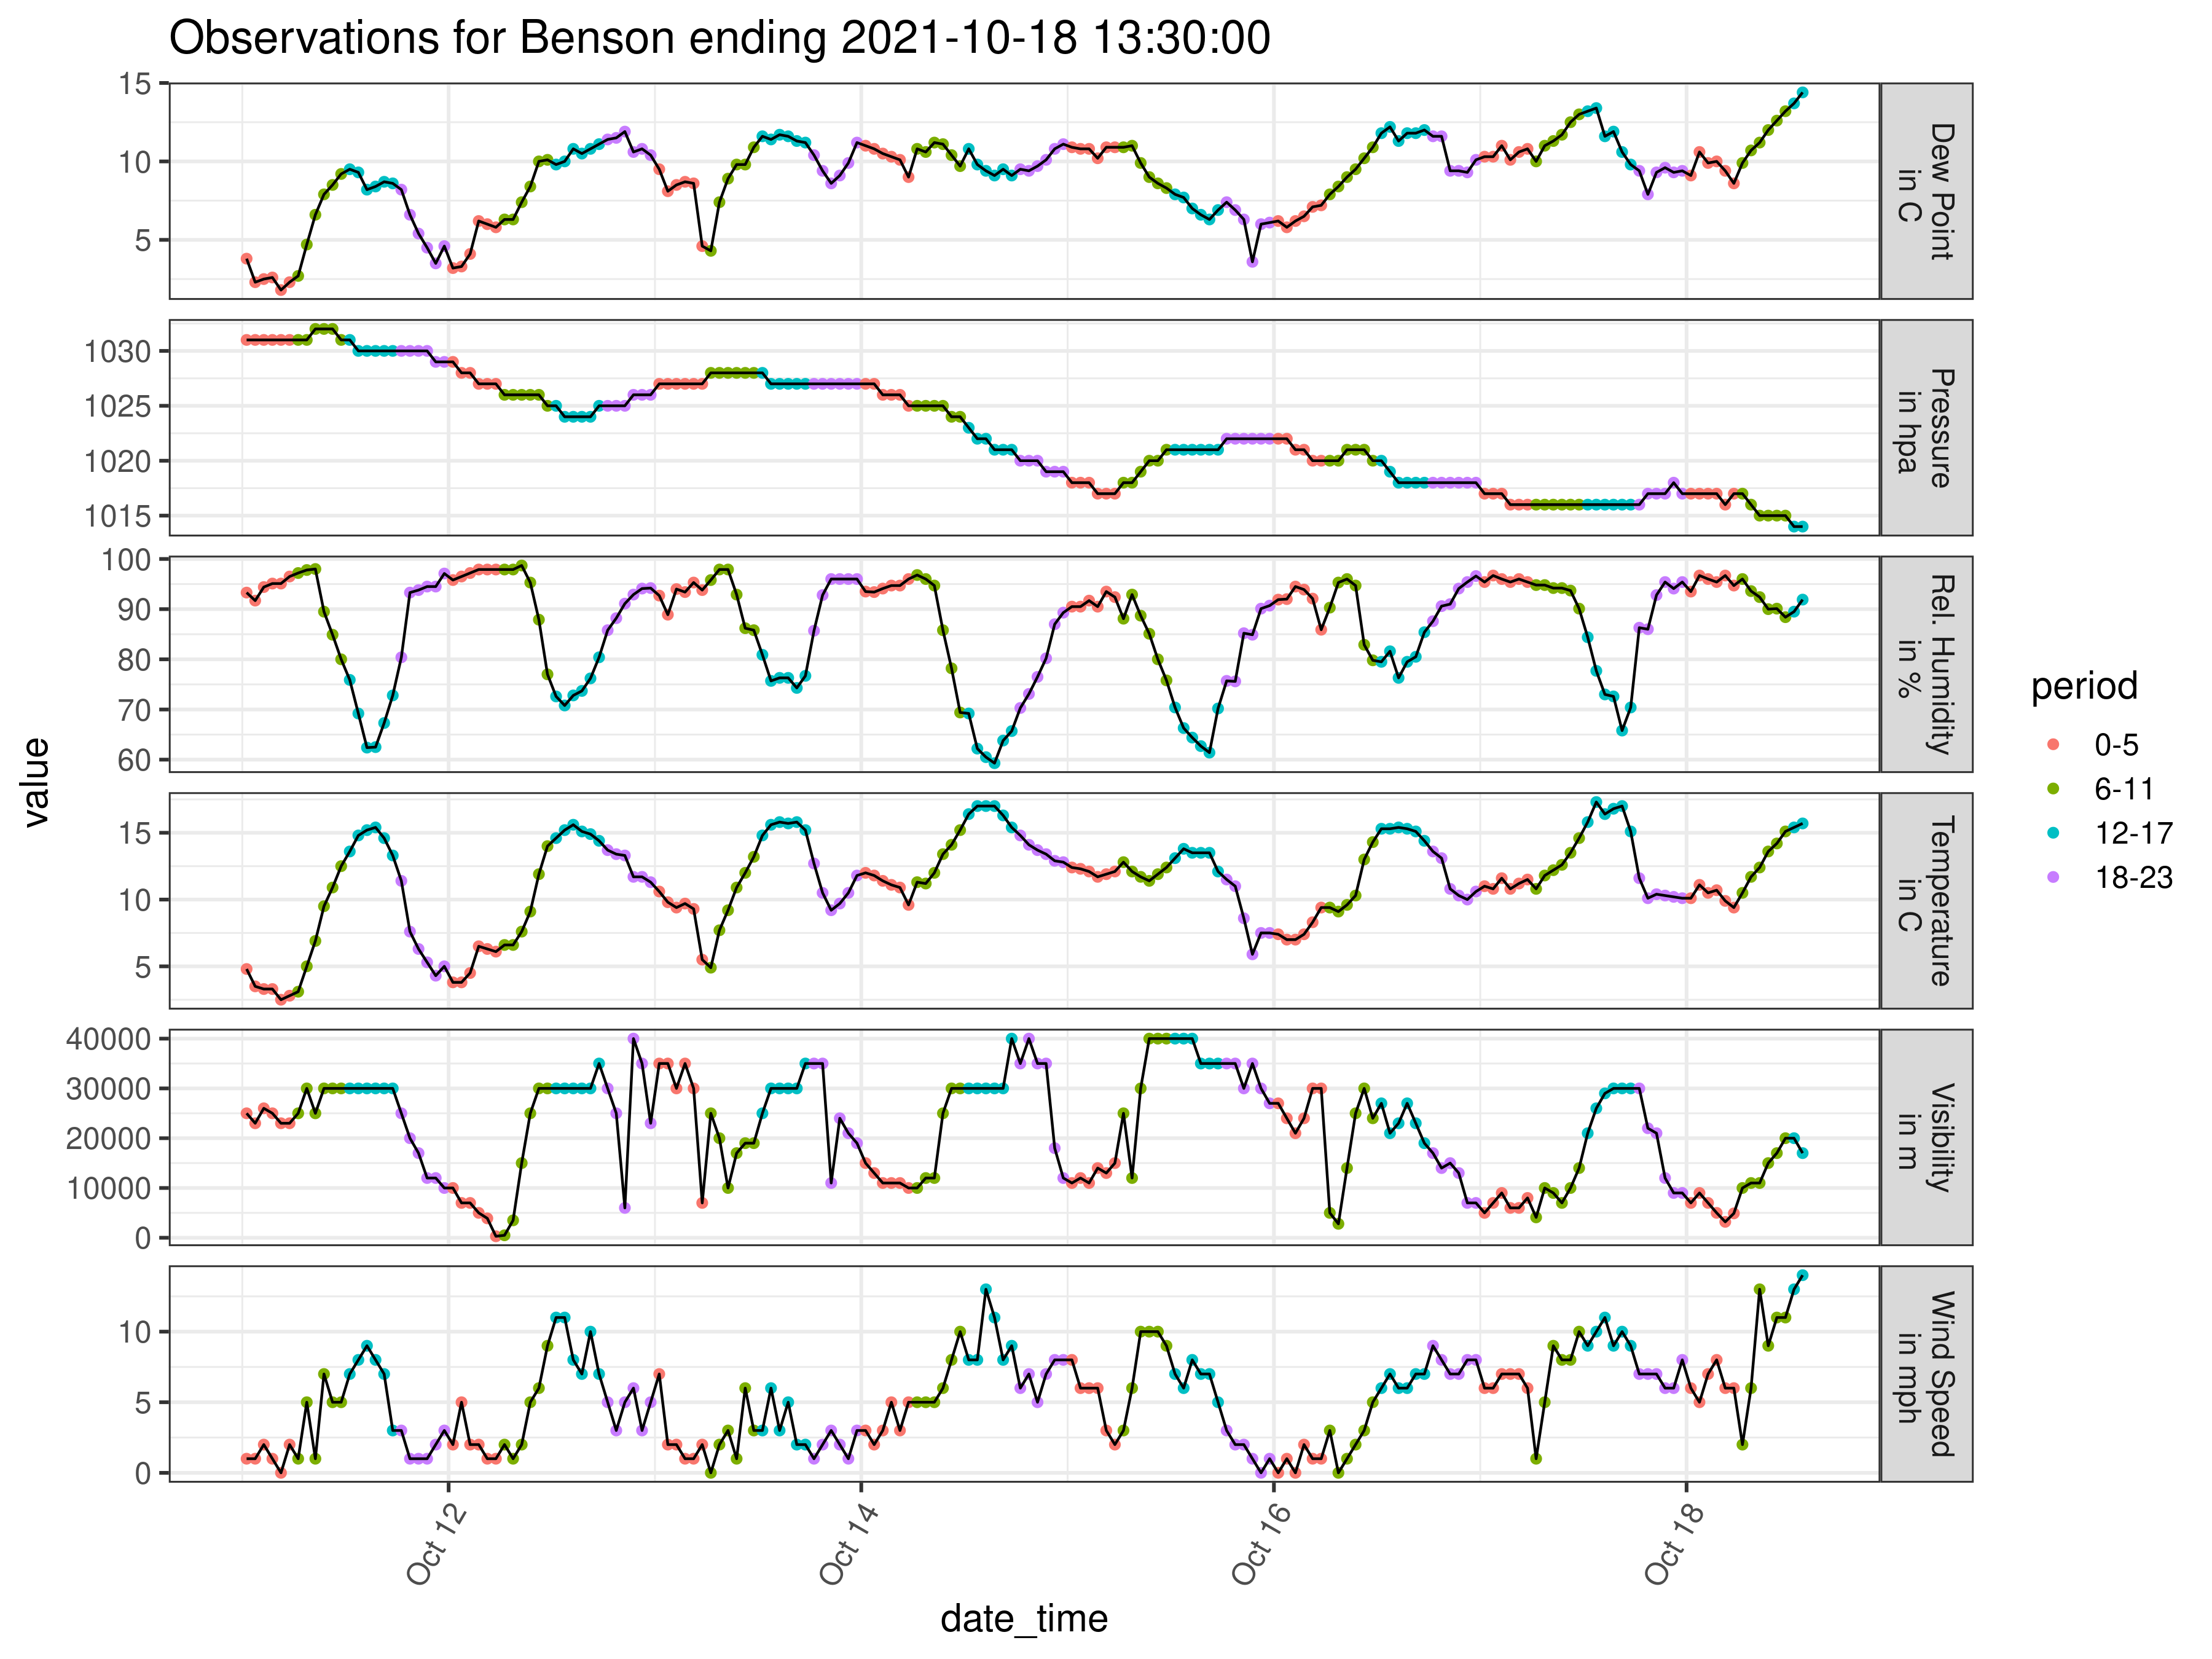 Observations for Benson ending 2021-10-18 13:30:00
value
15
10
5
Dew Point
in C
1030
1025
1020
1015
Pressure
in hpa
100
90
80
70
60
Rel. Humidity
in %
15
10
5
Temperature
in C
40000
30000
20000
10000
0
Visibility
in m
10
5
0
Wind Speed
in mph
Oct 12
Oct 14
Oct 16
Oct 18
date_time
period
0-5
6-11
12-17
18-23